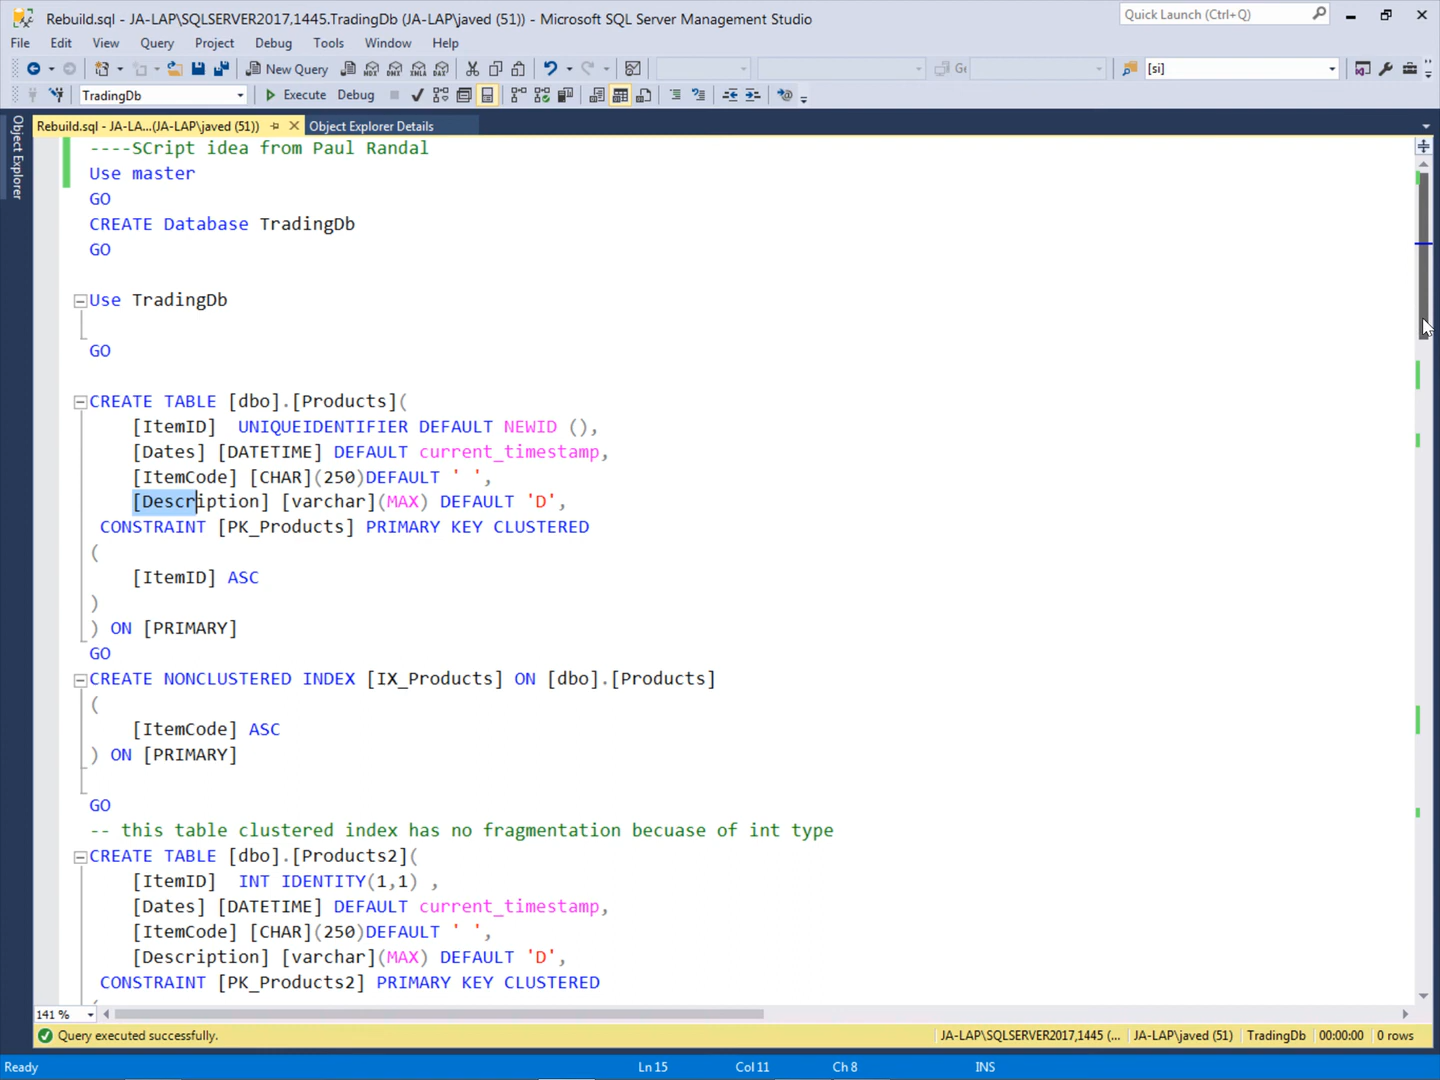 Rebuild.sql - JA-LAP\SQLSERVER2017,1445.TradingDb (JA-LAP\javed (51)) - Microsoft SQL Server Management Studio
Quick Launch (Ctrl+Q)
File Edit View Query Project Debug Tools Window Help
New Query
MDX DMX XMLA DAX
Ge
[si]
TradingDb
Execute Debug
Object Explorer
Rebuild.sql - JA-LA...(JA-LAP\javed (51))
Object Explorer Details
----SCript idea from Paul Randal
Use master
GO
CREATE Database TradingDb
GO
Use TradingDb
GO
CREATE TABLE [dbo].[Products](
[ItemID] UNIQUEIDENTIFIER DEFAULT NEWID (),
[Dates] [DATETIME] DEFAULT current_timestamp,
[ItemCode] [CHAR](250)DEFAULT ' ',
[Description] [varchar](MAX) DEFAULT 'D',
CONSTRAINT [PK_Products] PRIMARY KEY CLUSTERED
(
[ItemID] ASC
)
) ON [PRIMARY]
GO
CREATE NONCLUSTERED INDEX [IX_Products] ON [dbo].[Products]
(
[ItemCode] ASC
) ON [PRIMARY]
GO
-- this table clustered index has no fragmentation becuase of int type
CREATE TABLE [dbo].[Products2](
[ItemID] INT IDENTITY(1,1) ,
[Dates] [DATETIME] DEFAULT current_timestamp,
[ItemCode] [CHAR](250)DEFAULT ' ',
[Description] [varchar](MAX) DEFAULT 'D',
CONSTRAINT [PK_Products2] PRIMARY KEY CLUSTERED
(
141 %
Query executed successfully.
JA-LAP\SQLSERVER2017,1445 (... JA-LAP\javed (51) TradingDb 00:00:00 0 rows
Ready Ln 15 Col 11 Ch 8 INS